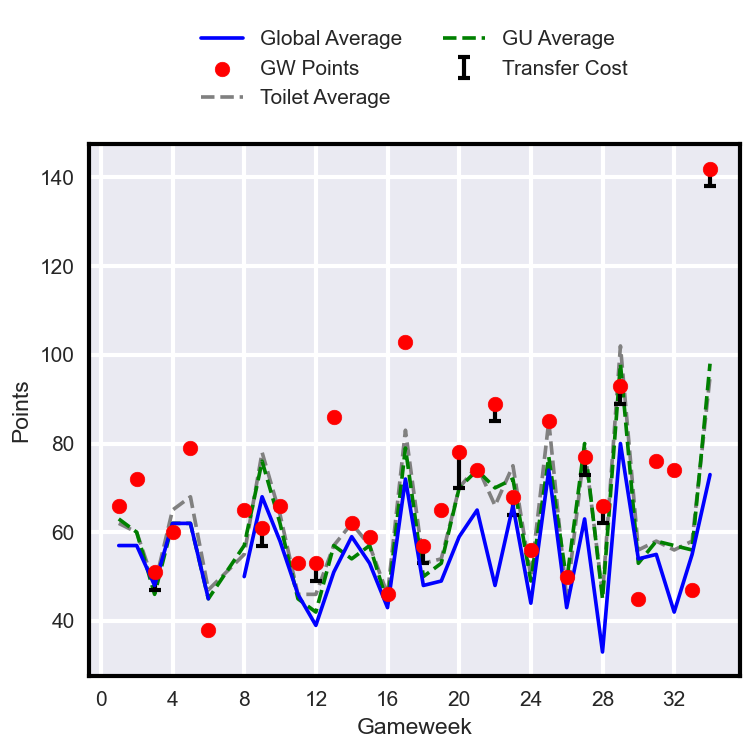 Global Average
GU Average
GW Points
Transfer Cost
Toilet Average
140
120
100
80
60
40
Points
0 4 8 12 16 20 24 28 32
Gameweek